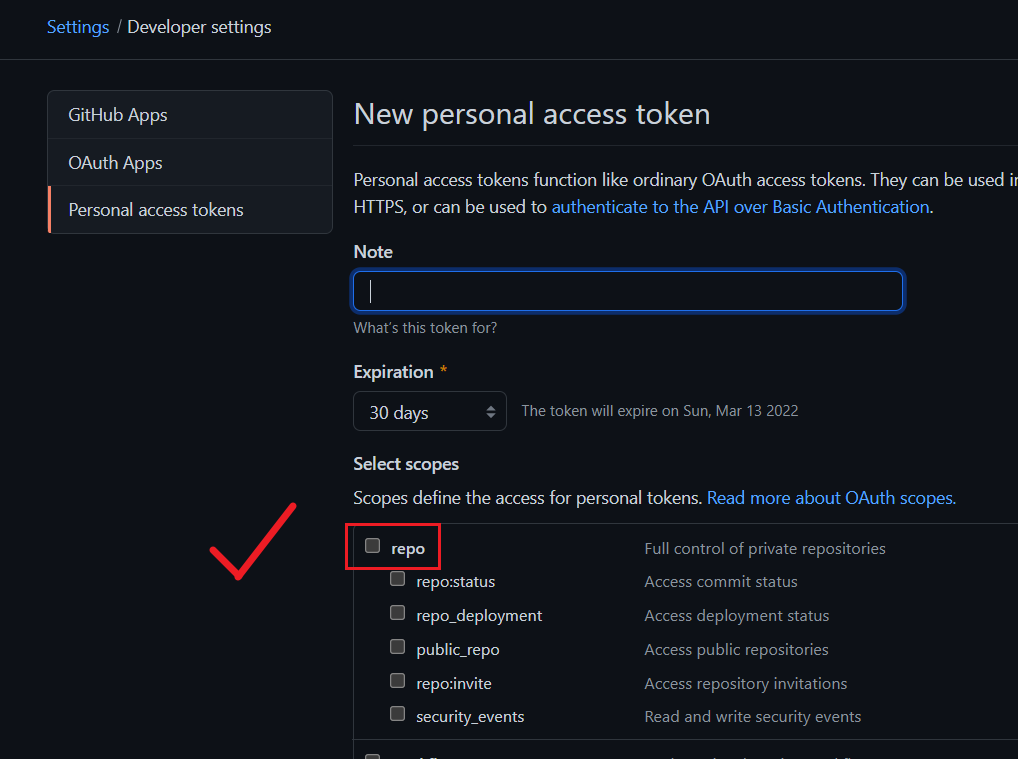 Settings / Developer settings
GitHub Apps
OAuth Apps
Personal access tokens
New personal access token
Personal access tokens function like ordinary OAuth access tokens. They can be used
HTTPS, or can be used to authenticate to the API over Basic Authentication.
Note
What's this token for?
Expiration *
30 days
The token will expire on Sun, Mar 13 2022
Select scopes
Scopes define the access for personal tokens. Read more about OAuth scopes.
repo Full control of private repositories
repo:status Access commit status
repo_deployment Access deployment status
public_repo Access public repositories
repo:invite Access repository invitations
security_events Read and write security events